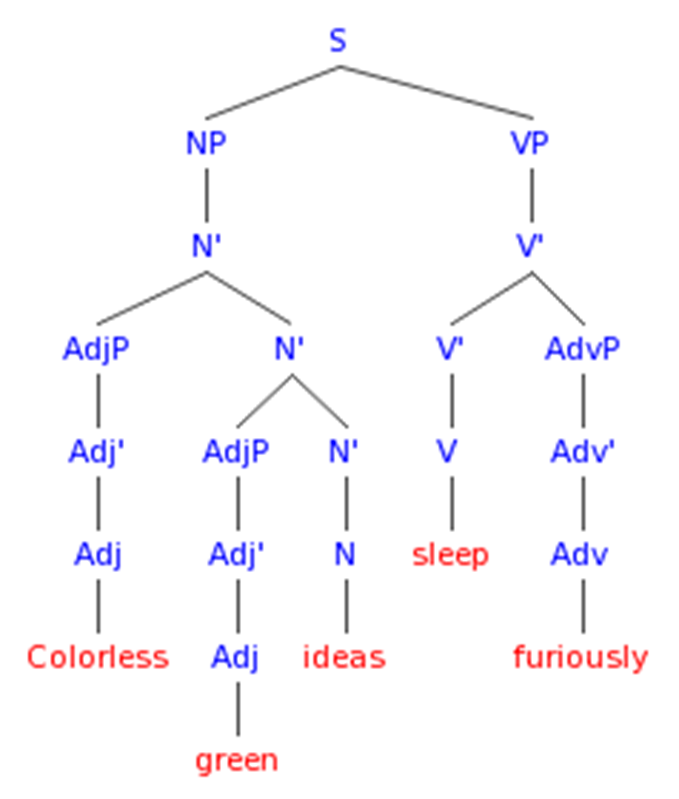 S
NP VP
N' V'
AdjP N' V' AdvP
Adj' AdjP N' V Adv'
Adj Adj' N sleep Adv
Colorless Adj ideas furiously
green